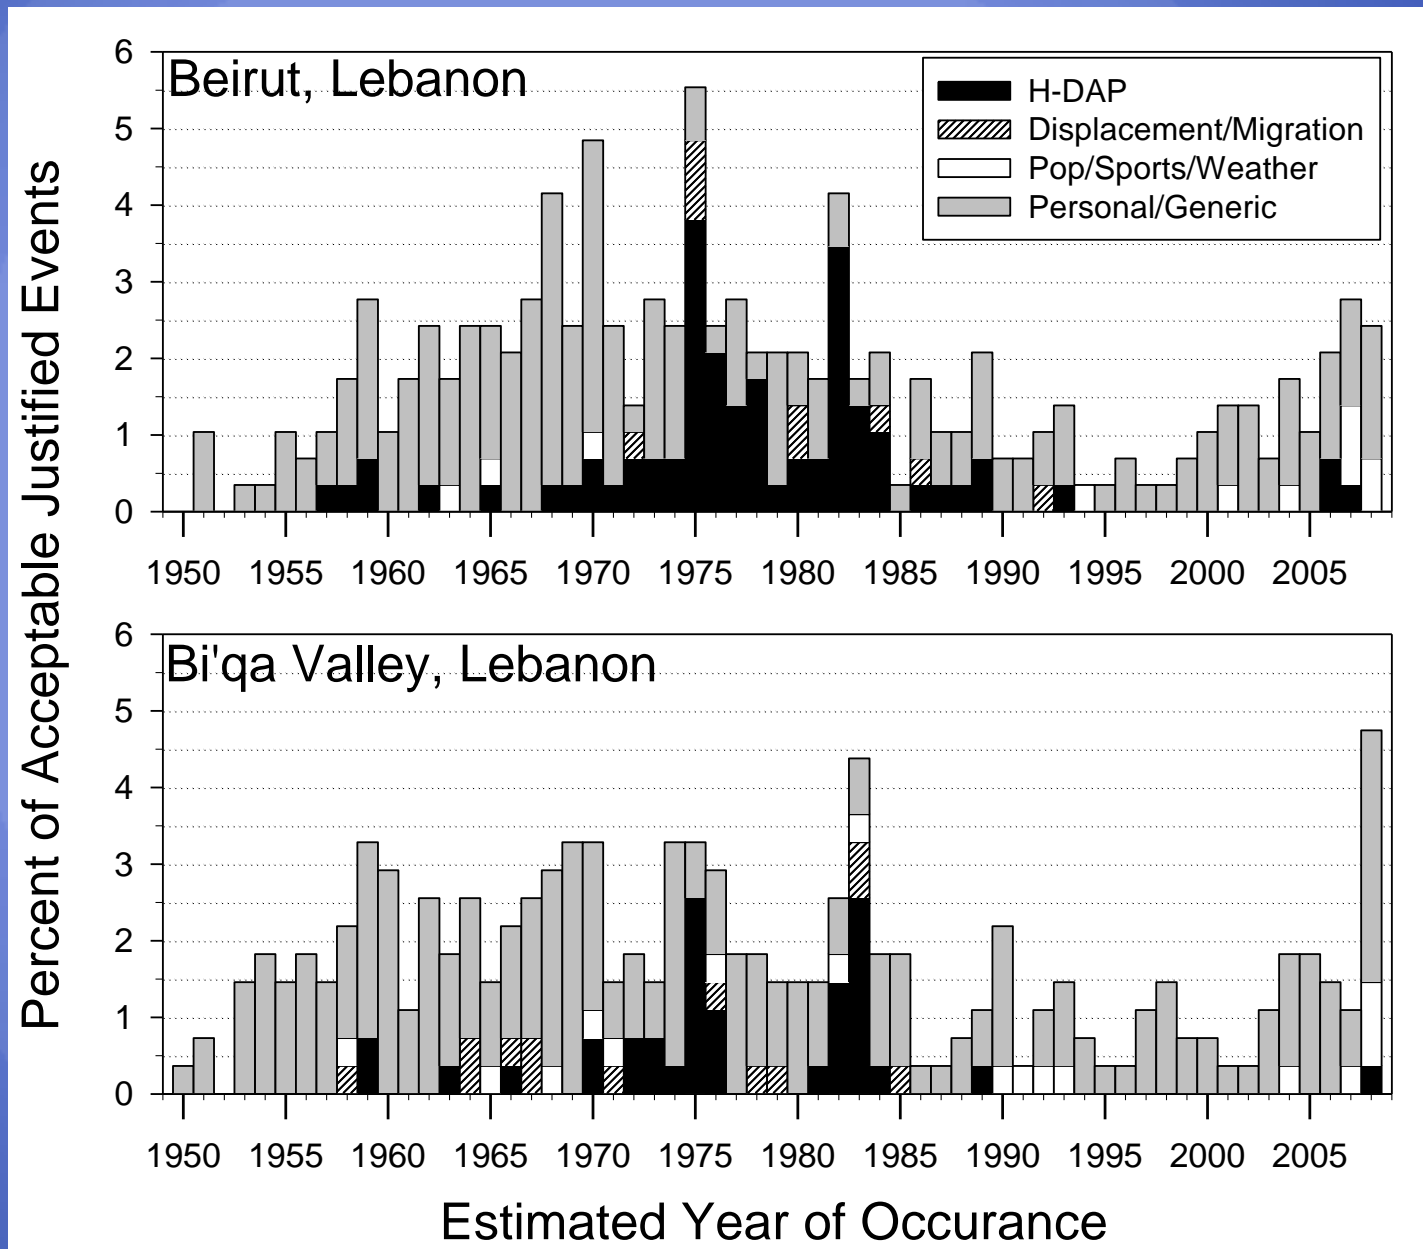 Percent of Acceptable Justified Events
Beirut, Lebanon
H-DAP
Displacement/Migration
Pop/Sports/Weather
Personal/Generic
6
5
4
3
2
1
0
1950 1955 1960 1965 1970 1975 1980 1985 1990 1995 2000 2005
Bi'qa Valley, Lebanon
6
5
4
3
2
1
0
1950 1955 1960 1965 1970 1975 1980 1985 1990 1995 2000 2005
Estimated Year of Occurance